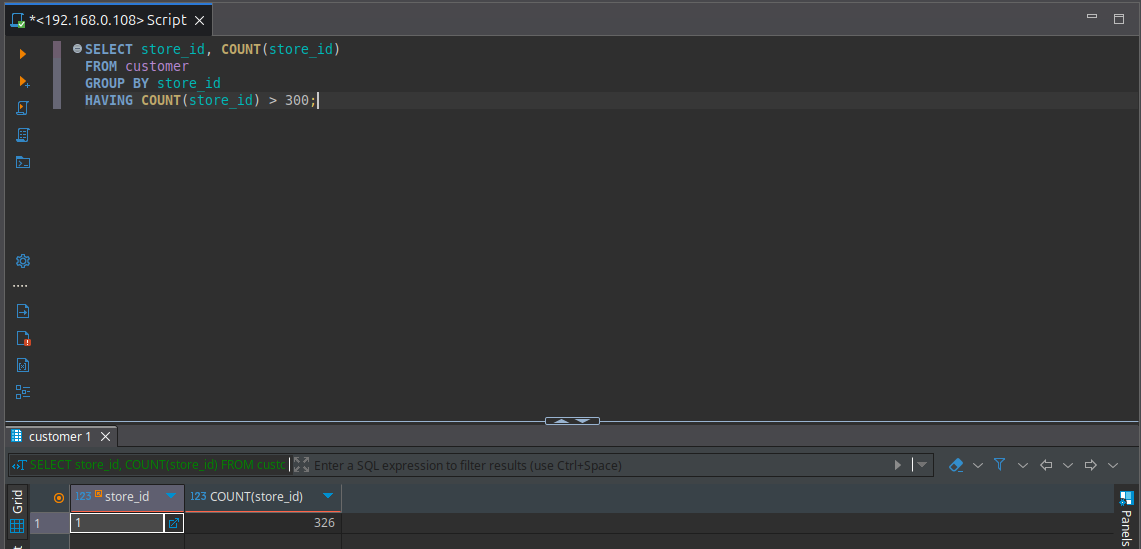 *<192.168.0.108> Script
SELECT store_id, COUNT(store_id)
FROM customer
GROUP BY store_id
HAVING COUNT(store_id) > 300;
customer 1
SELECT store_id, COUNT(store_id) FROM custo
Enter a SQL expression to filter results (use Ctrl+Space)
Grid
123 store_id
123 COUNT(store_id)
1
1
326
Panels